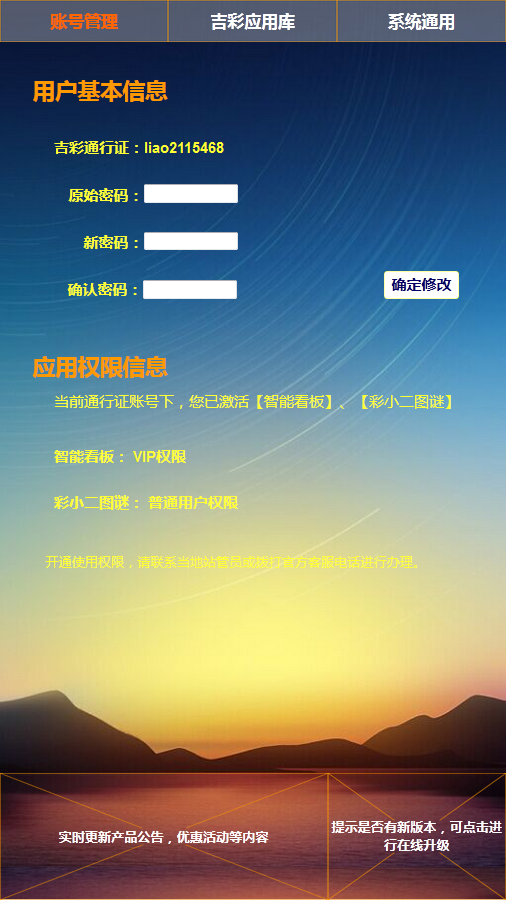 账号管理 吉彩应用库 系统通用
用户基本信息
吉彩通行证：liao2115468
原始密码：
新密码：
确认密码：
确定修改
应用权限信息
当前通行证账号下，您已激活【智能看板】、【彩小二图谜】
智能看板： VIP权限
彩小二图谜： 普通用户权限
开通使用权限，请联系当地站管员或拨打官方客服电话进行办理。
实时更新产品公告，优惠活动等内容
提示是否有新版本，可点击进
行在线升级